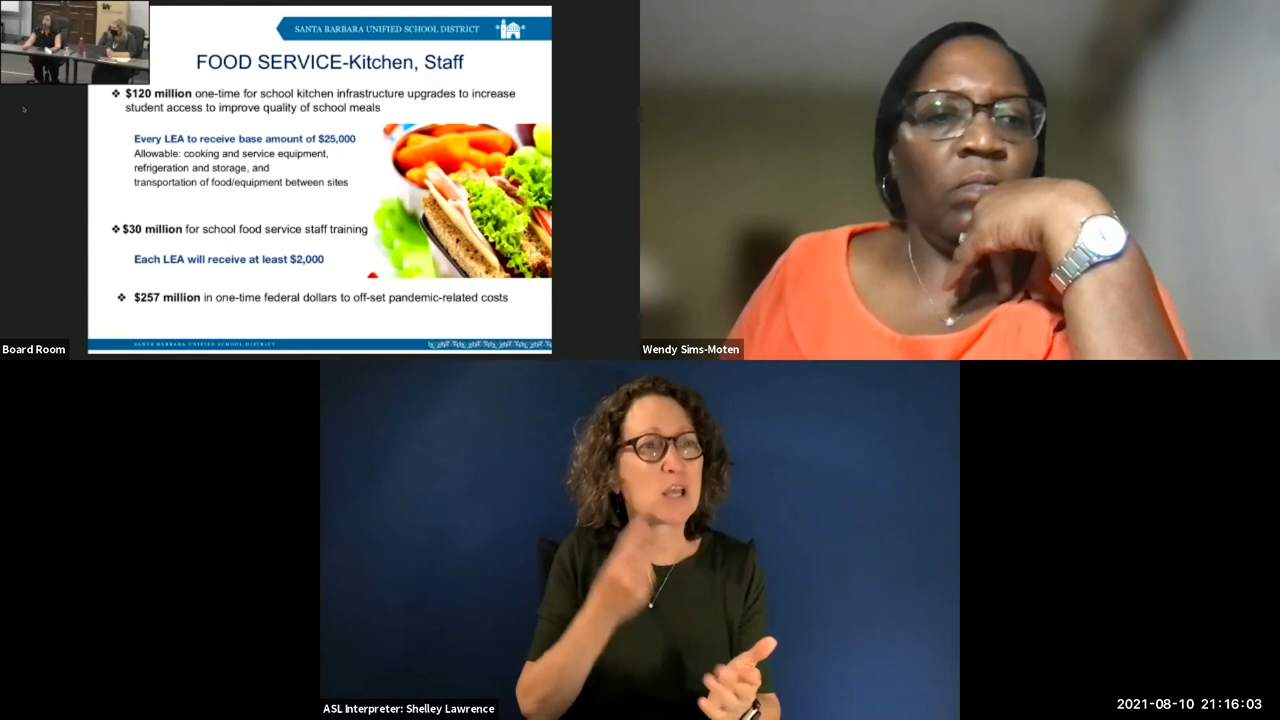 SANTA BARBARA UNIFIED SCHOOL DISTRICT
FOOD SERVICE-Kitchen, Staff
❖ $120 million one-time for school kitchen infrastructure upgrades to increase
student access to improve quality of school meals
Every LEA to receive base amount of $25,000
Allowable: cooking and service equipment,
refrigeration and storage, and
transportation of food/equipment between sites
❖ $30 million for school food service staff training
Each LEA will receive at least $2,000
❖ $257 million in one-time federal dollars to off-set pandemic-related costs
SANTA BARBARA UNIFIED SCHOOL DISTRICT
Board Room
Wendy Sims-Moten
ASL Interpreter: Shelley Lawrence
2021-08-10 21:16:03